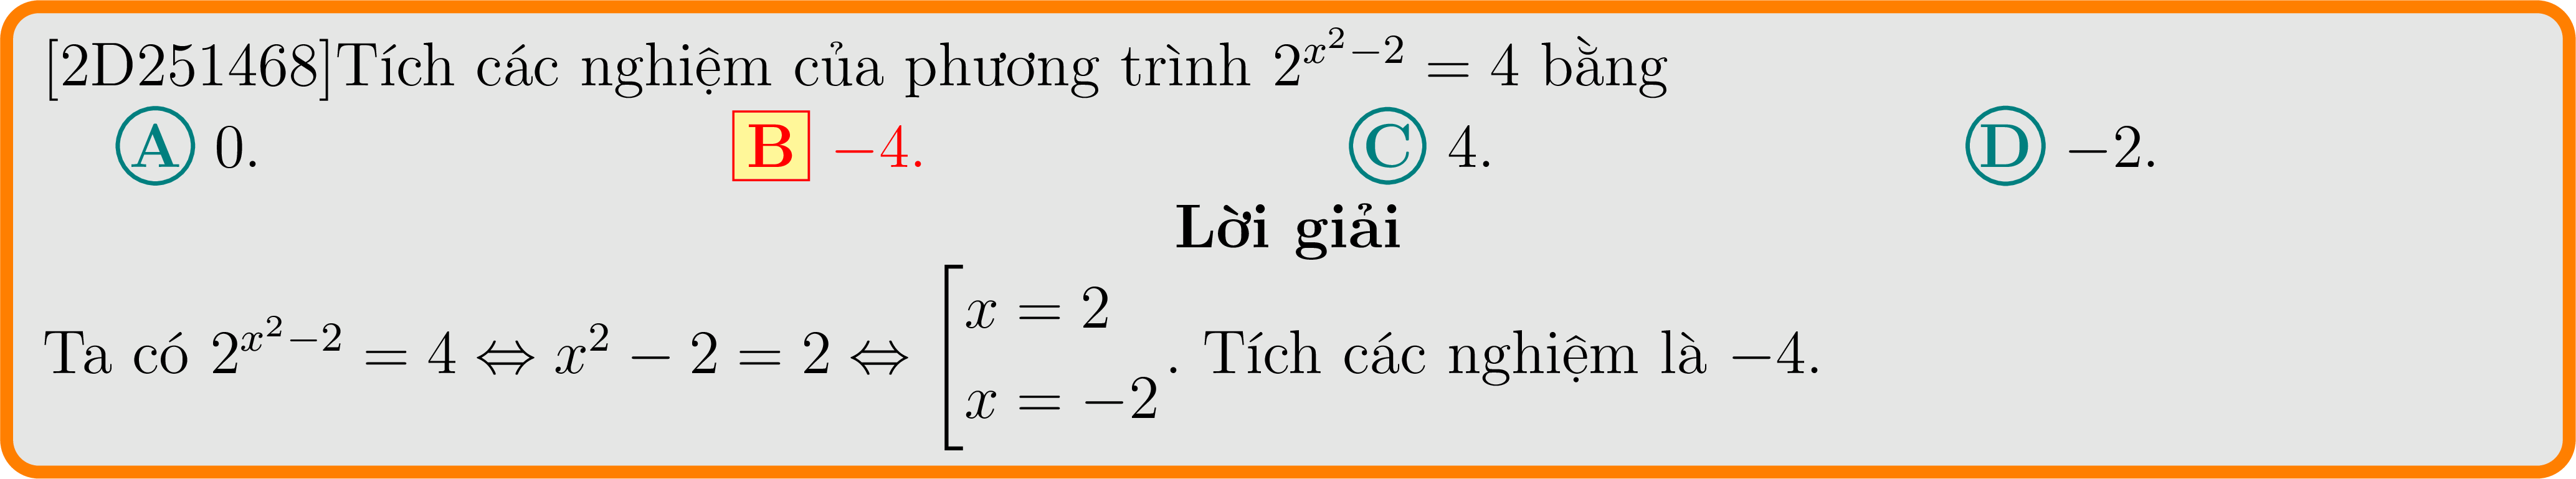 [2D251468]Tích các nghiệm của phương trình $2^{x^2-2} = 4$ bằng
A 0. B −4. C 4. D −2.
Lời giải
Ta có $2^{x^2-2} = 4 \Leftrightarrow x^2 - 2 = 2 \Leftrightarrow \left[\begin{array}{l} x = 2 \\ x = -2 \end{array}\right.$. Tích các nghiệm là −4.